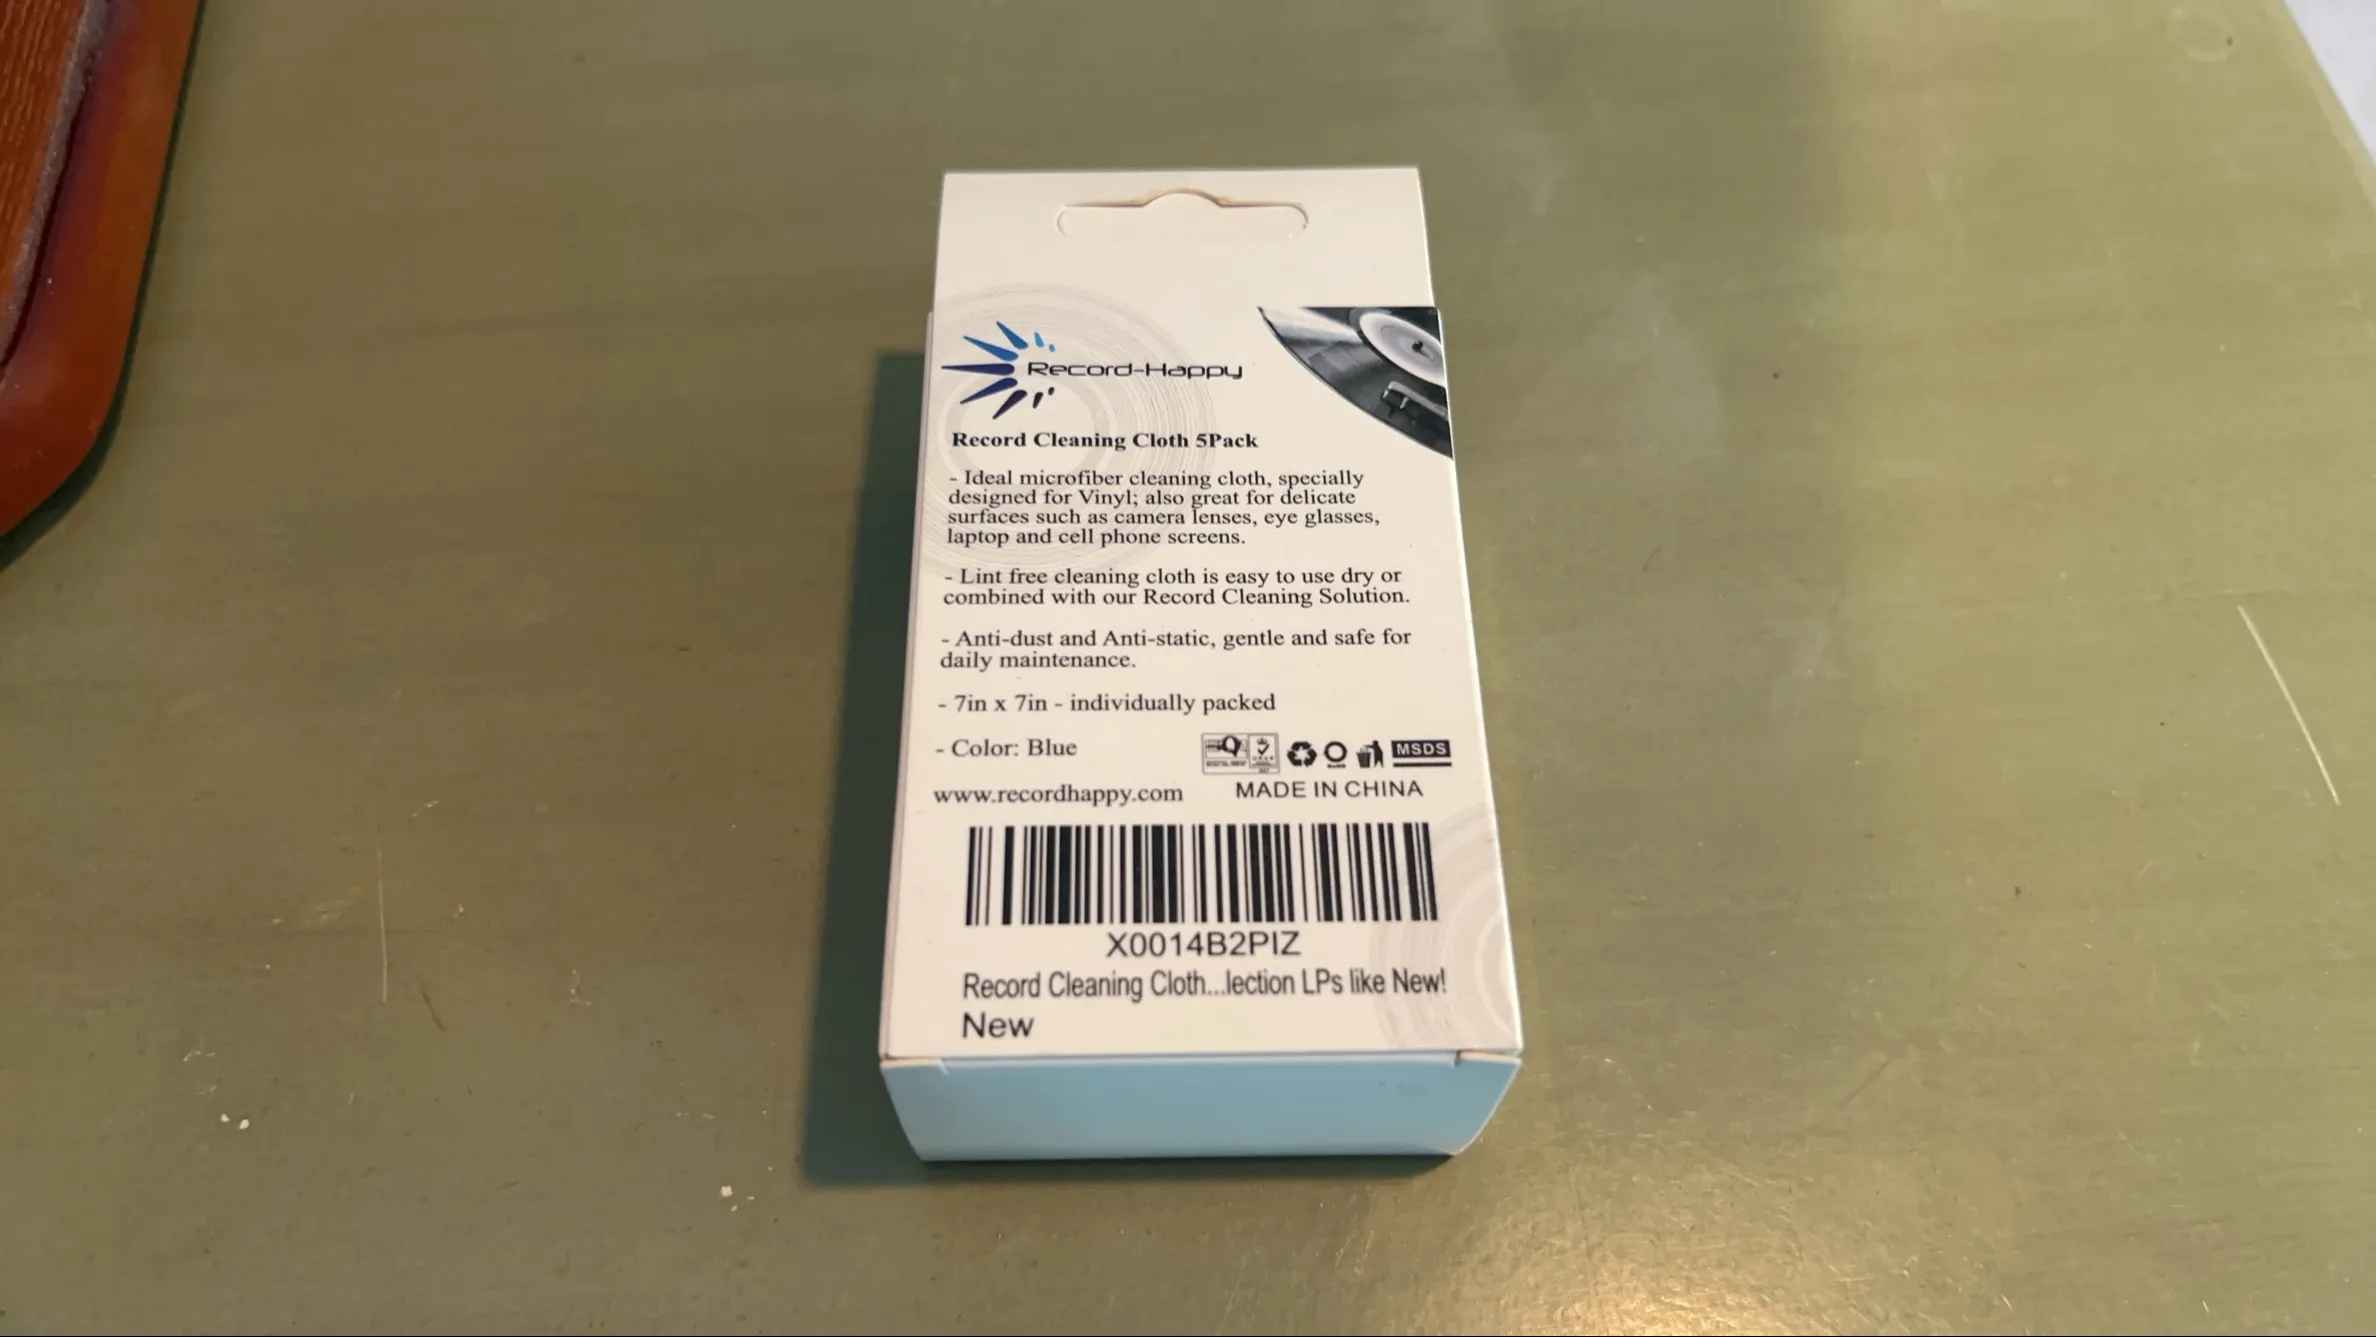 Record-Happy
Record Cleaning Cloth 5Pack
- Ideal microfiber cleaning cloth, specially
designed for Vinyl; also great for delicate
surfaces such as camera lenses, eye glasses,
laptop and cell phone screens.
- Lint free cleaning cloth is easy to use dry or
combined with our Record Cleaning Solution.
- Anti-dust and Anti-static, gentle and safe for
daily maintenance.
- 7in x 7in - individually packed
- Color: Blue
MSDS
www.recordhappy.com
MADE IN CHINA
X0014B2PIZ
Record Cleaning Cloth...lection LPs like New!
New